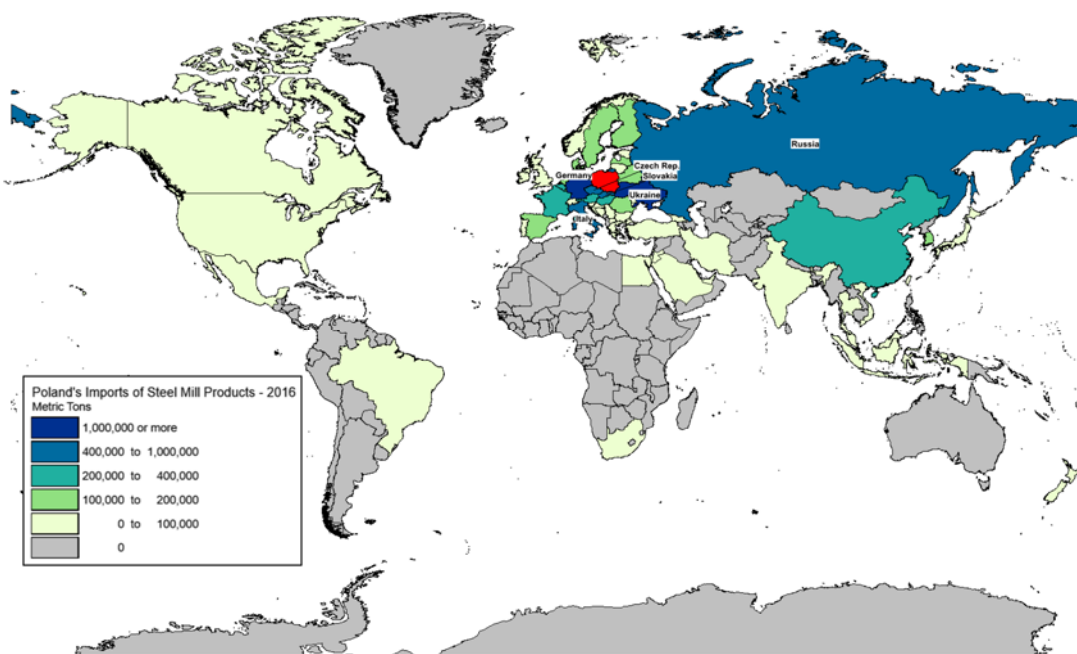 Russia
Czech Rep.
Germany
Slovakia
Ukraine
Italy
Poland's Imports of Steel Mill Products - 2016
Metric Tons
1,000,000 or more
400,000 to 1,000,000
200,000 to 400,000
100,000 to 200,000
0 to 100,000
0